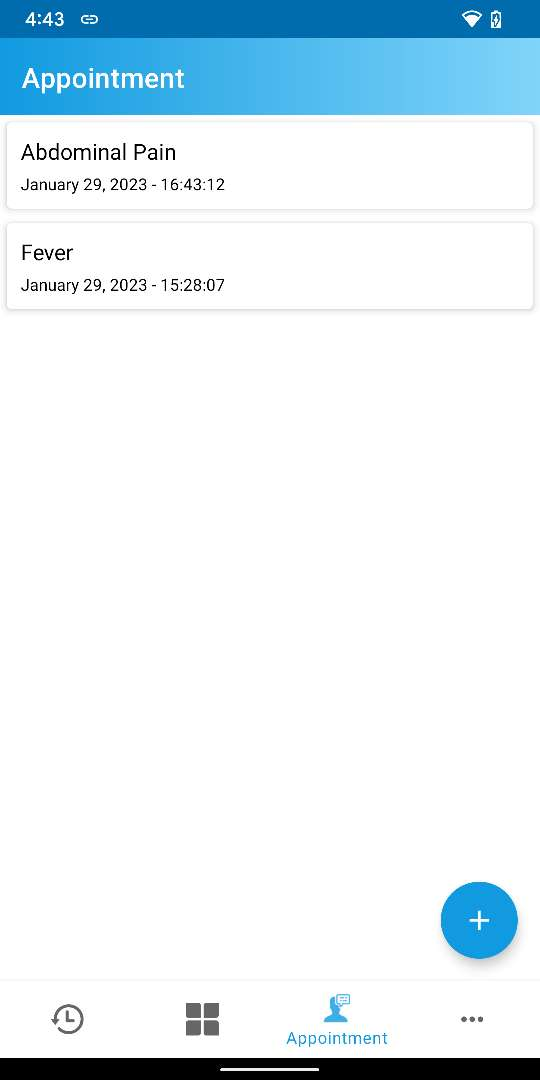 4:43
Appointment
Abdominal Pain
January 29, 2023 - 16:43:12
Fever
January 29, 2023 - 15:28:07
Appointment